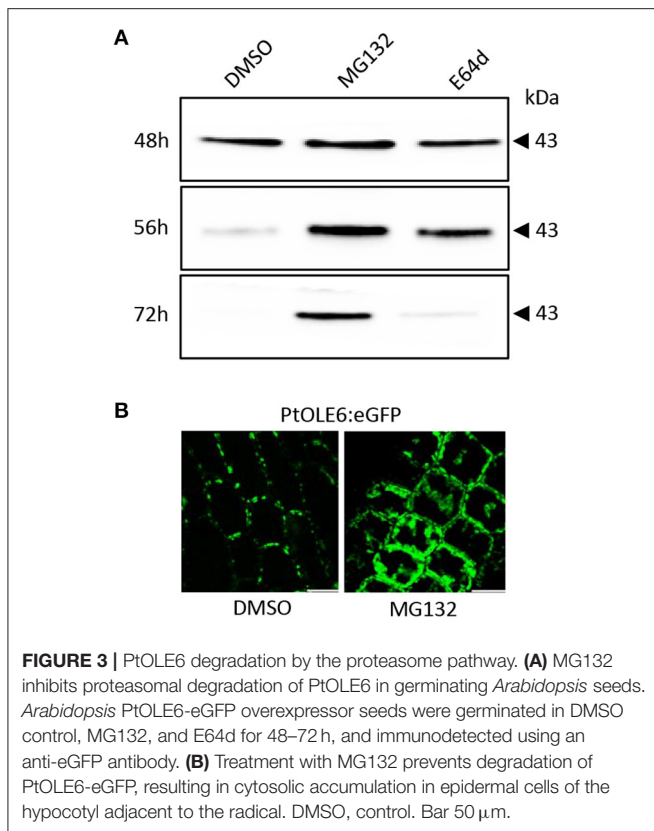 A
DMSO MG132 E64d
kDa
48h ◄ 43
56h ◄ 43
72h ◄ 43
B
PtOLE6:eGFP
DMSO MG132
FIGURE 3 | PtOLE6 degradation by the proteasome pathway. (A) MG132
inhibits proteasomal degradation of PtOLE6 in germinating Arabidopsis seeds.
Arabidopsis PtOLE6-eGFP overexpressor seeds were germinated in DMSO
control, MG132, and E64d for 48–72 h, and immunodetected using an
anti-eGFP antibody. (B) Treatment with MG132 prevents degradation of
PtOLE6-eGFP, resulting in cytosolic accumulation in epidermal cells of the
hypocotyl adjacent to the radical. DMSO, control. Bar 50 μm.